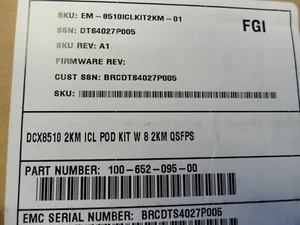 SKU: EM-8510ICLKIT2KM-01
FGI
SSN: DTS4027P005
SKU REV: A1
FIRMWARE REV:
CUST SSN: BRCDTS4027P005
SKU:
DCX8510 2KM ICL POD KIT W 8 2KM QSFPS
PART NUMBER: 100-652-095-00
EMC SERIAL NUMBER: BRCDTS4027P005